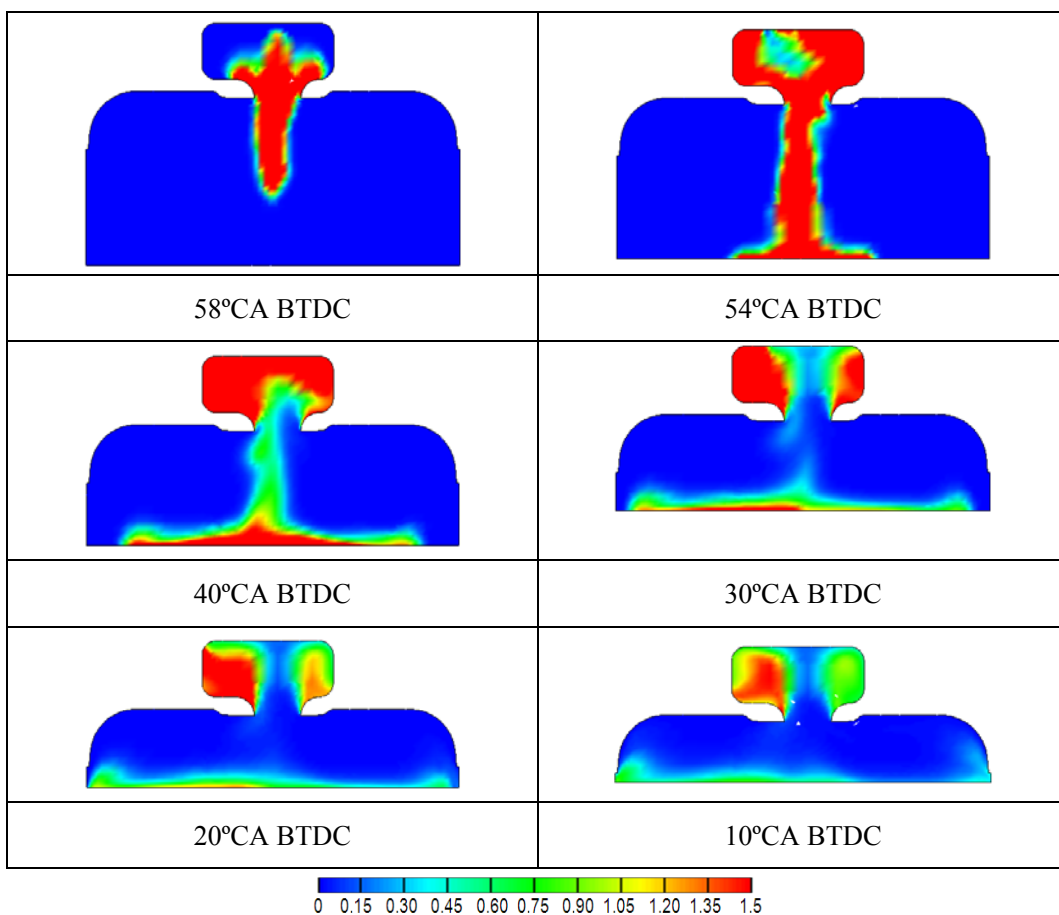 58ºCA BTDC
54ºCA BTDC
40ºCA BTDC
30ºCA BTDC
20ºCA BTDC
10ºCA BTDC
0 0.15 0.30 0.45 0.60 0.75 0.90 1.05 1.20 1.35 1.5